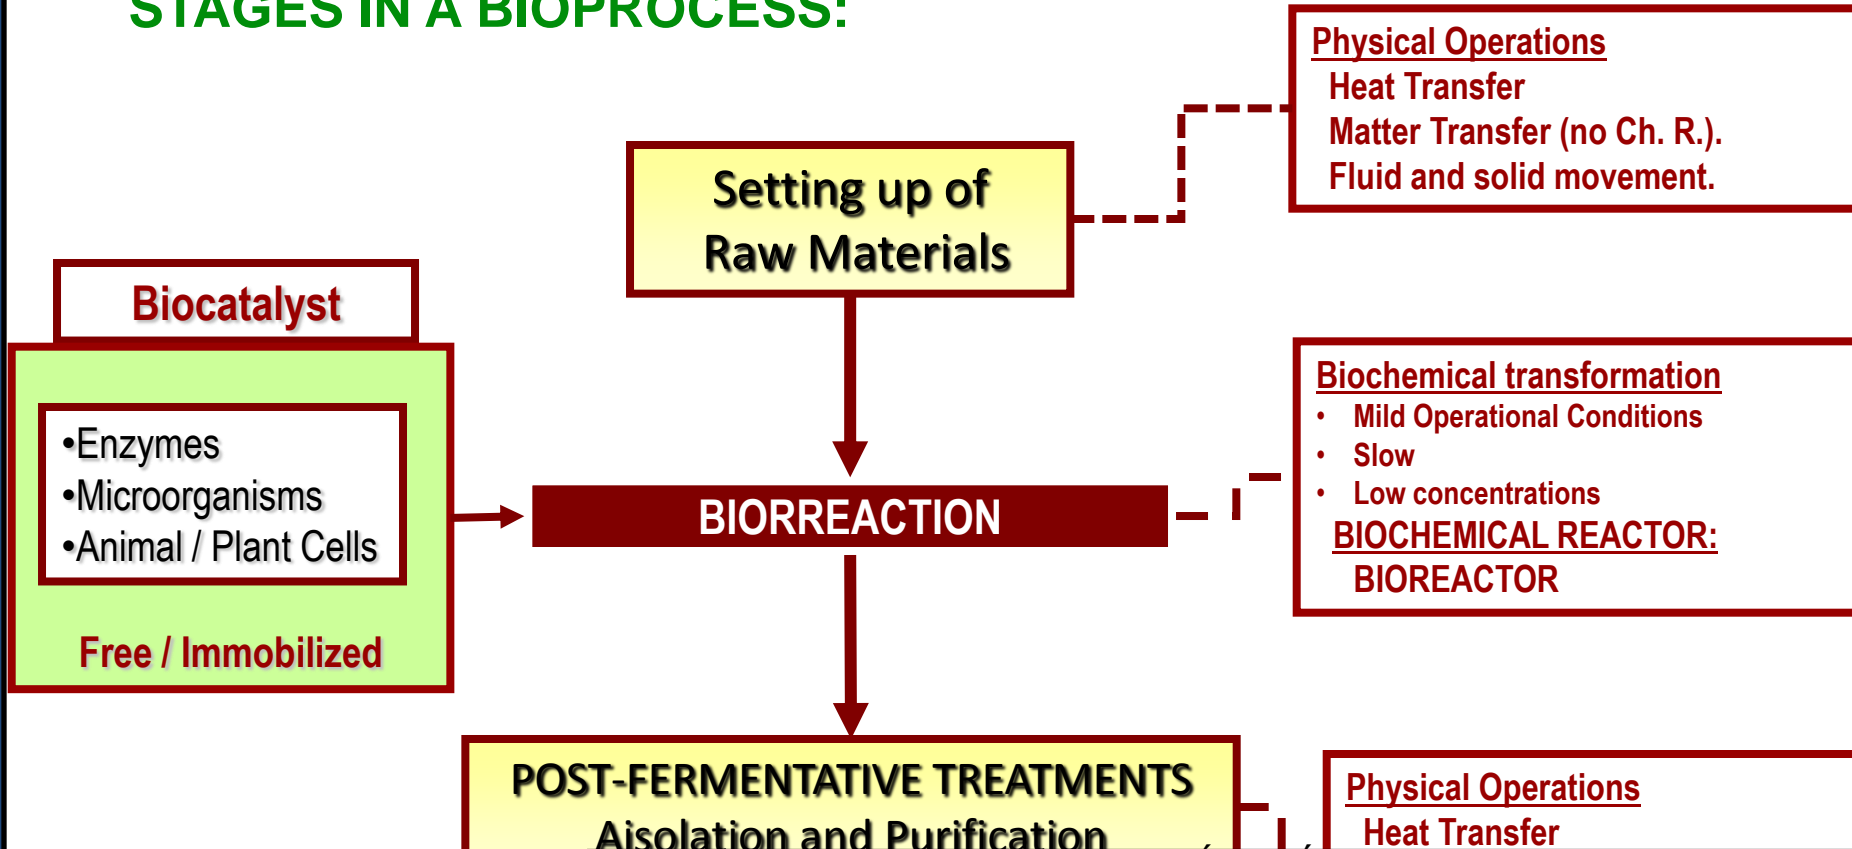 STAGES IN A BIOPROCESS:
Physical Operations
Heat Transfer
Matter Transfer (no Ch. R.).
Fluid and solid movement.
Setting up of
Raw Materials
Biocatalyst
•Enzymes
•Microorganisms
•Animal / Plant Cells
Free / Immobilized
BIORREACTION
Biochemical transformation
• Mild Operational Conditions
• Slow
• Low concentrations
BIOCHEMICAL REACTOR:
BIOREACTOR
POST-FERMENTATIVE TREATMENTS
Aisolation and Purification
Physical Operations
Heat Transfer